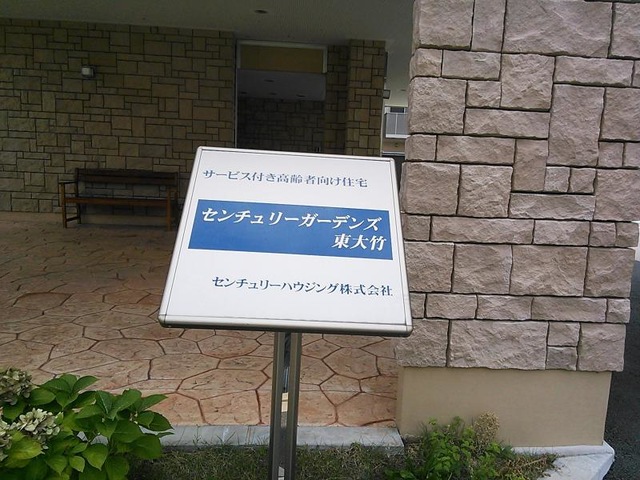 サービス付き高齢者向け住宅
センチュリーガーデンズ
東大竹
センチュリーハウジング株式会社